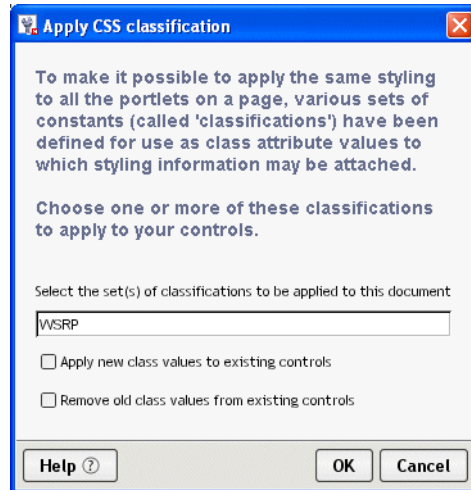 Apply CSS classification
To make it possible to apply the same styling
to all the portlets on a page, various sets of
constants (called 'classifications') have been
defined for use as class attribute values to
which styling information may be attached.
Choose one or more of these classifications
to apply to your controls.
Select the set(s) of classifications to be applied to this document
WSRP
Apply new class values to existing controls
Remove old class values from existing controls
Help ?
OK
Cancel